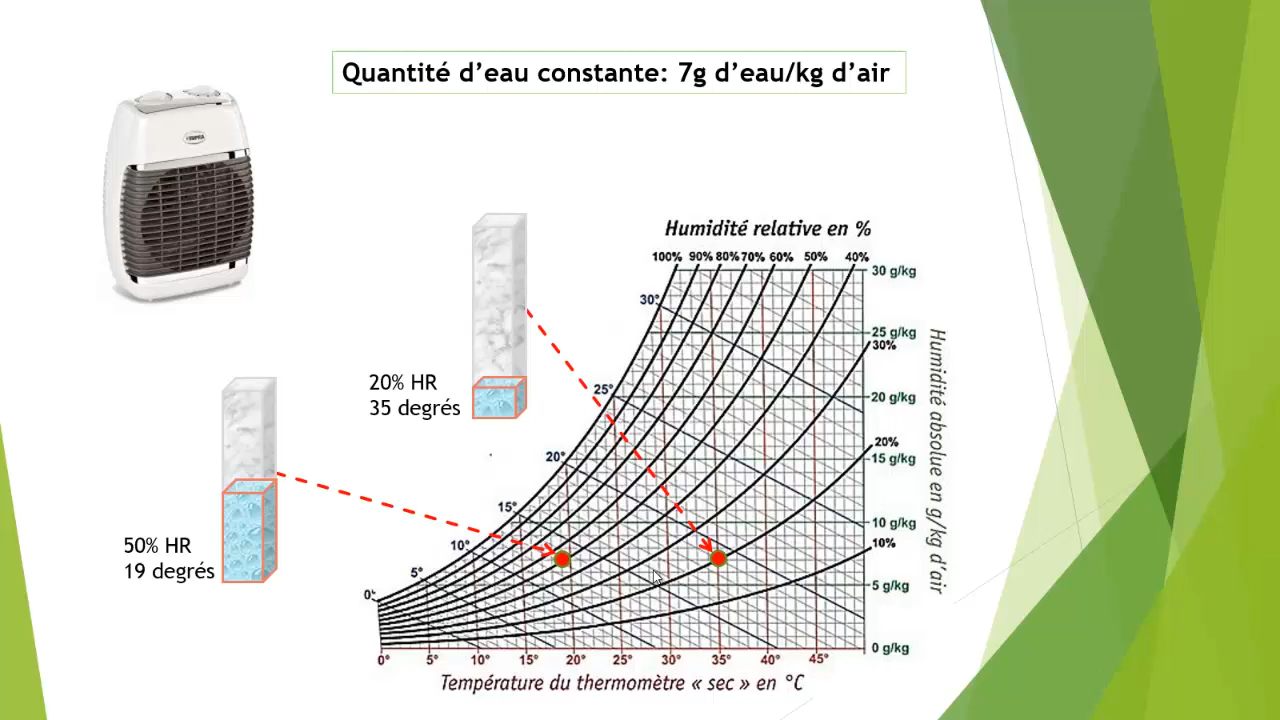 Quantité d’eau constante: 7g d’eau/kg d’air
SUPRA
Humidité relative en %
100% 90% 80% 70% 60% 50% 40%
30 g/kg
30°
25 g/kg
30%
20% HR
35 degrés
25°
20 g/kg
20%
20°
15 g/kg
15°
10 g/kg
50% HR
19 degrés
10°
10%
5°
5 g/kg
0°
0 g/kg
Humidité absolue en g/kg d’air
0° 5° 10° 15° 20° 25° 30° 35° 40° 45°
Température du thermomètre « sec » en °C